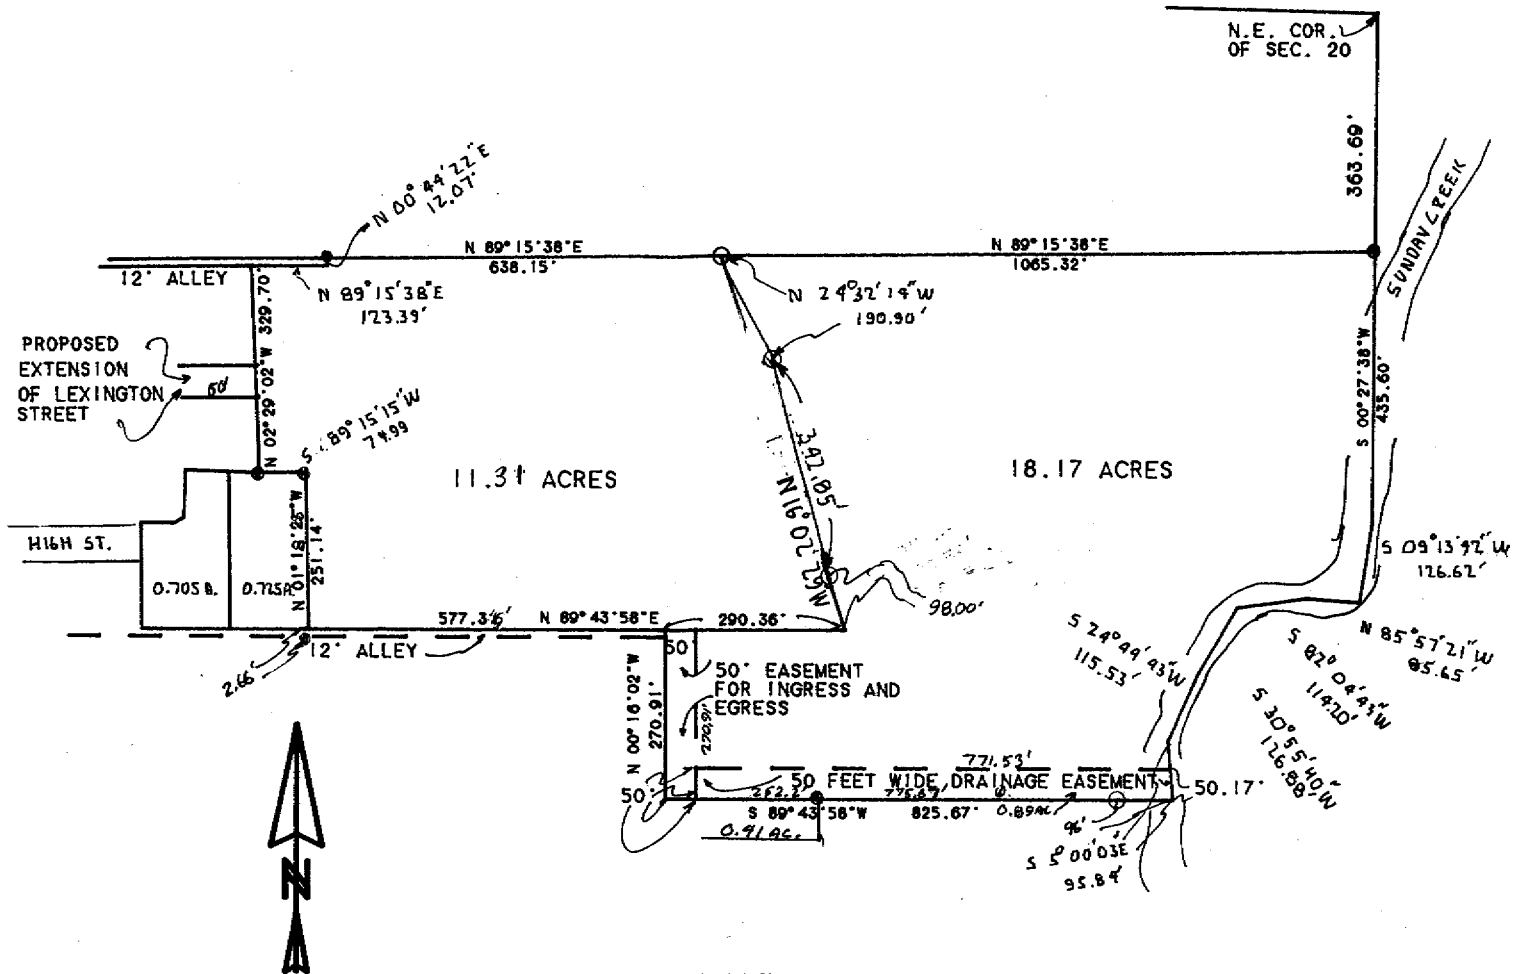 N.E. COR.
OF SEC. 20
363.69'
SUNDAY CREEK
N 00° 44' 22" E
12.07'
N 89° 15' 38" E
638.15'
N 89° 15' 38" E
1065.32'
12' ALLEY
N 89° 15' 38" E
123.39'
N 24° 32' 14" W
190.90'
N 02° 29' 02" W 329.70'
PROPOSED
EXTENSION
OF LEXINGTON
STREET
S 00° 27' 38" W
435.60'
S 89° 15' 15" W
74.99
342.85'
11.31 ACRES
18.17 ACRES
HIGH ST.
0.705 A.
0.725 A.
251.14'
98.00'
S 09° 13' 42" W
126.62'
577.36'
N 89° 43' 58" E
290.36'
12' ALLEY
2.66'
50'
50' EASEMENT
FOR INGRESS AND
EGRESS
N 00° 16' 02" W
270.91'
270.91'
N 85° 57' 21" W
85.65'
S 82° 04' 43" W
114.20'
S 24° 44' 43" W
115.53'
S 30° 55' 40" W
126.88'
771.53'
50 FEET WIDE DRAINAGE EASEMENT
50.17'
50'
S 89° 43' 58" W
825.67'
0.89 AC
0.41 AC.
96'
S 5° 00' 03 E
95.84'
N